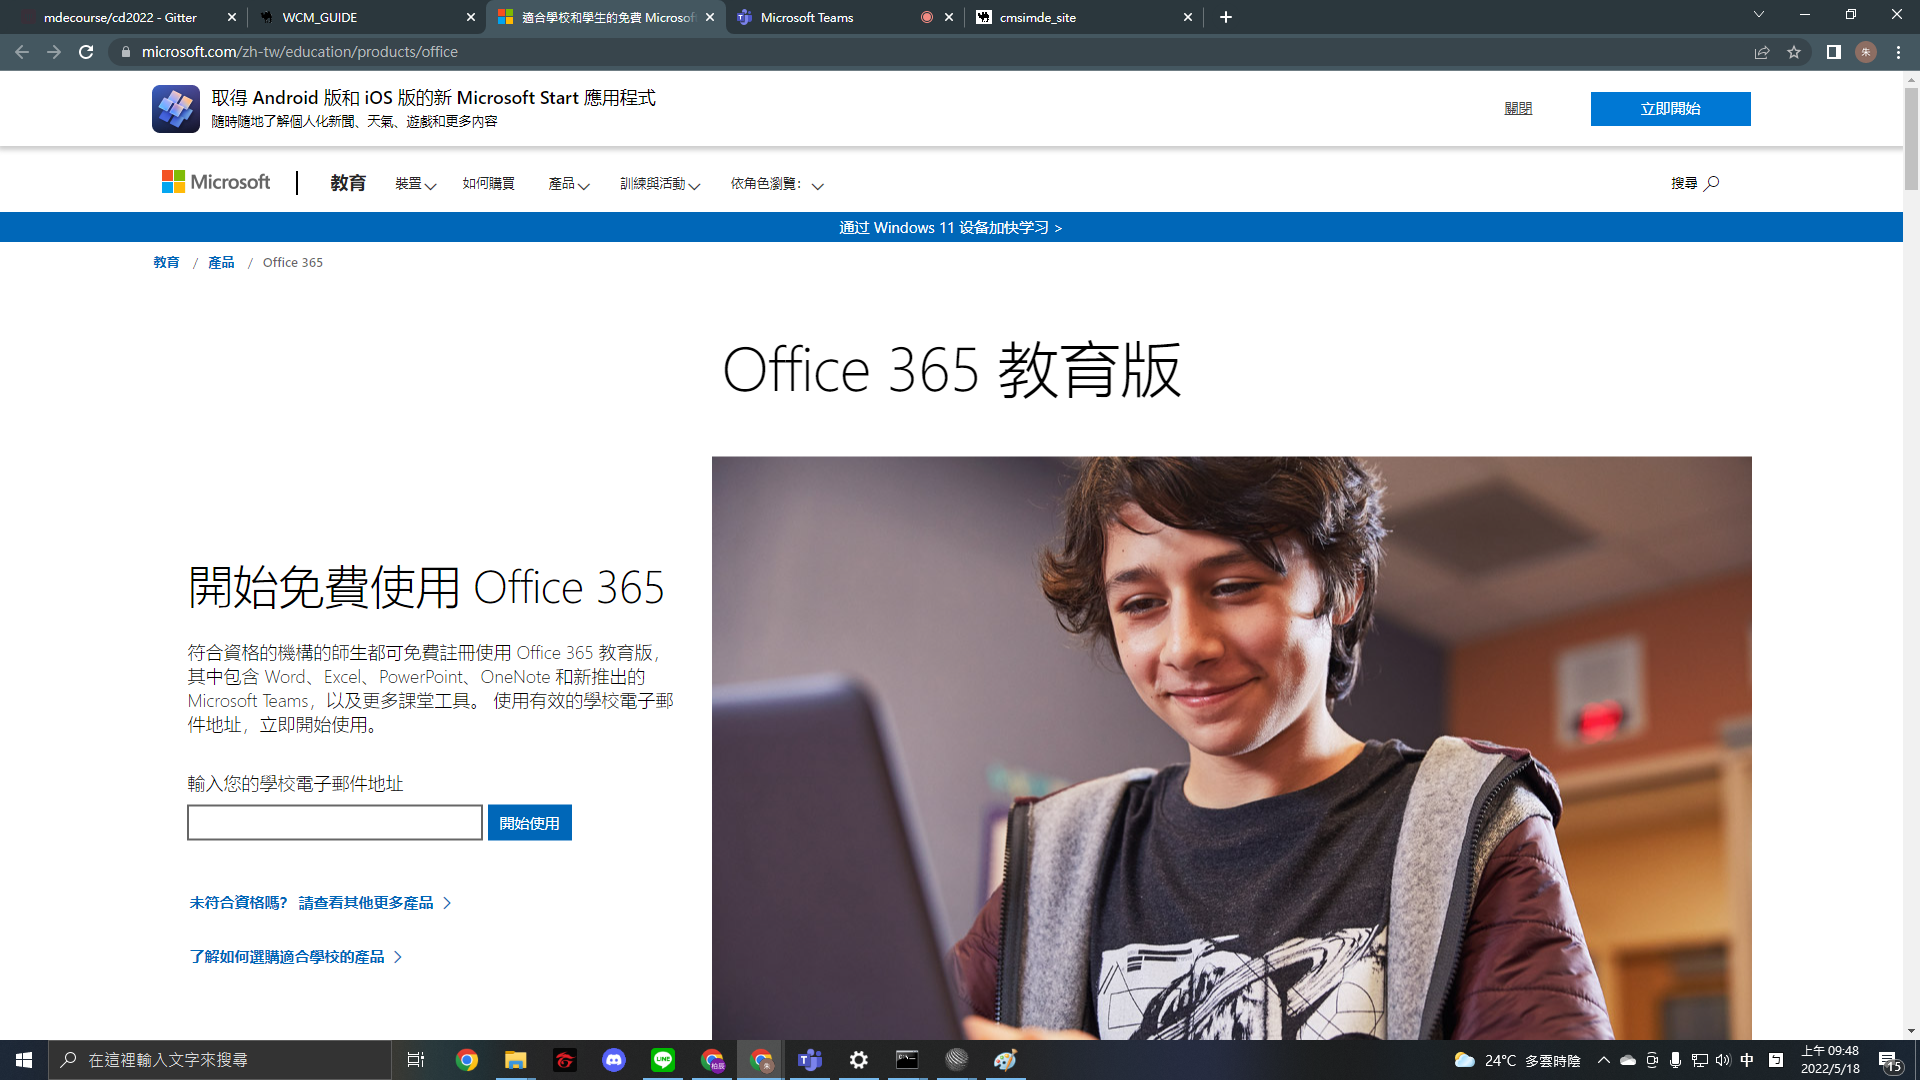 mdecourse/cd2022 - Gitter
WCM_GUIDE
適合學校和學生的免費 Microsof
Microsoft Teams
cmsimde_site
microsoft.com/zh-tw/education/products/office
朱
取得 Android 版和 iOS 版的新 Microsoft Start 應用程式
隨時隨地了解個人化新聞、天氣、遊戲和更多內容
關閉
立即開始
Microsoft
教育
裝置
如何購買
產品
訓練與活動
依角色瀏覽:
搜尋
通过 Windows 11 设备加快学习 >
教育 / 產品 / Office 365
Office 365 教育版
開始免費使用 Office 365
符合資格的機構的師生都可免費註冊使用 Office 365 教育版，
其中包含 Word、Excel、PowerPoint、OneNote 和新推出的
Microsoft Teams，以及更多課堂工具。 使用有效的學校電子郵
件地址，立即開始使用。
輸入您的學校電子郵件地址
開始使用
未符合資格嗎？ 請查看其他更多產品
了解如何選購適合學校的產品
在這裡輸入文字來搜尋
LINE
柏辰
朱
24°C 多雲時陰
中
ㄅ
上午 09:48
2022/5/18
15